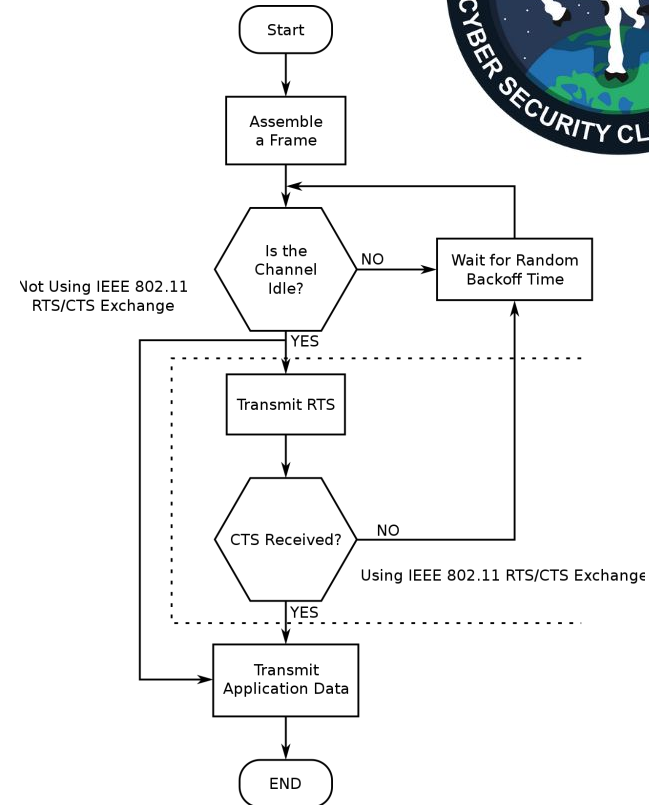 Start
CYBER SECURITY
Assemble
a Frame
Is the
Channel
Idle?
NO
Wait for Random
Backoff Time
Not Using IEEE 802.11
RTS/CTS Exchange
YES
Transmit RTS
CTS Received?
NO
Using IEEE 802.11 RTS/CTS Exchange
YES
Transmit
Application Data
END